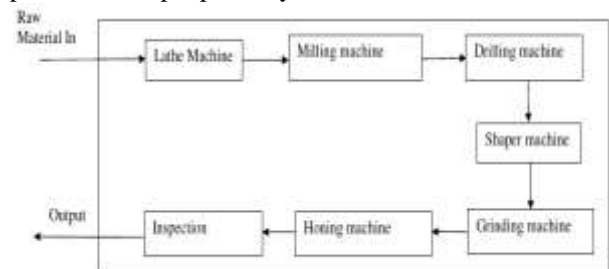 Raw
Material In
Lathe Machine
Milling machine
Drilling machine
Shaper machine
Output
Inspection
Honing machine
Grinding machine